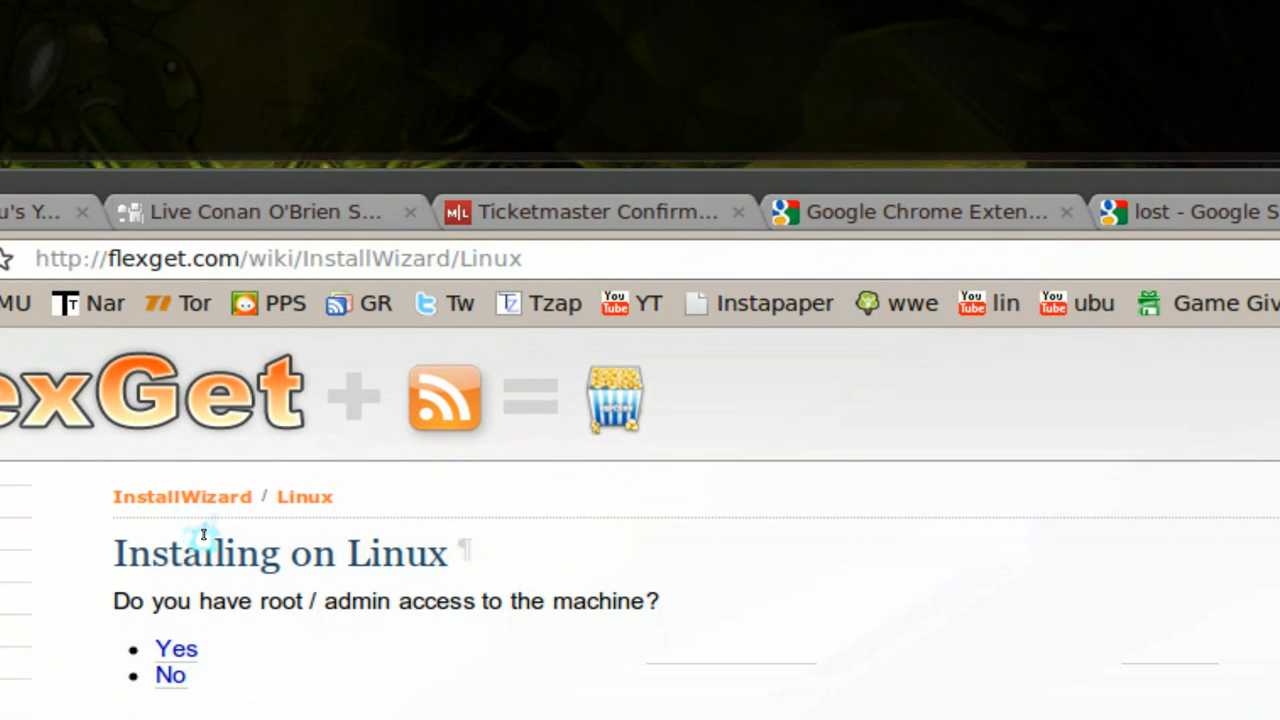 u's Y... Live Conan O'Brien S... Ticketmaster Confirm... Google Chrome Exten... lost - Google S
http://flexget.com/wiki/InstallWizard/Linux
MU Nar Tor PPS GR Tw Tzap YT Instapaper wwe lin ubu Game Giv
exGet
InstallWizard / Linux
Installing on Linux ¶
Do you have root / admin access to the machine?
• Yes
• No